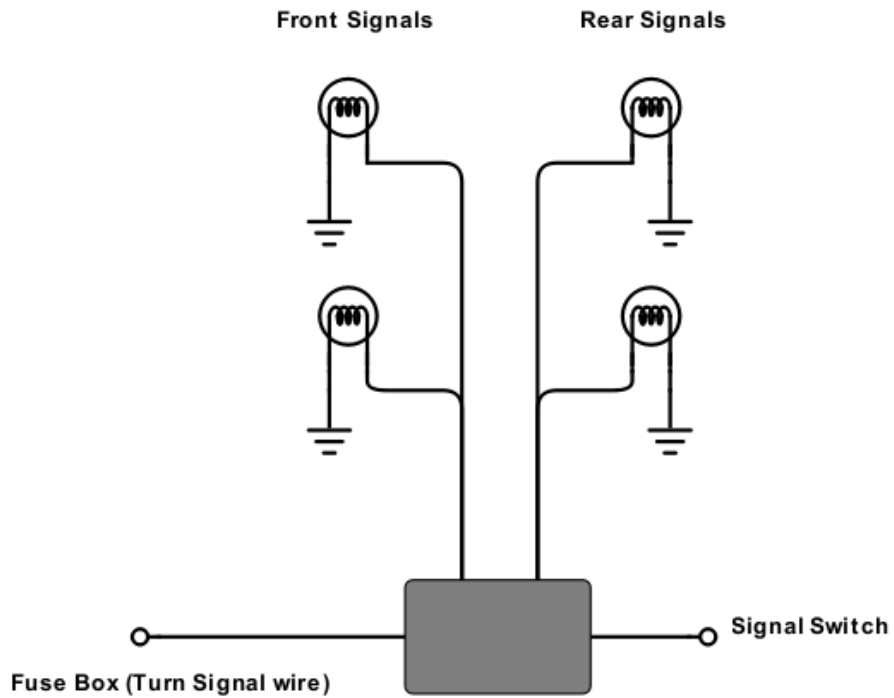 Front Signals
Rear Signals
Signal Switch
Fuse Box (Turn Signal wire)